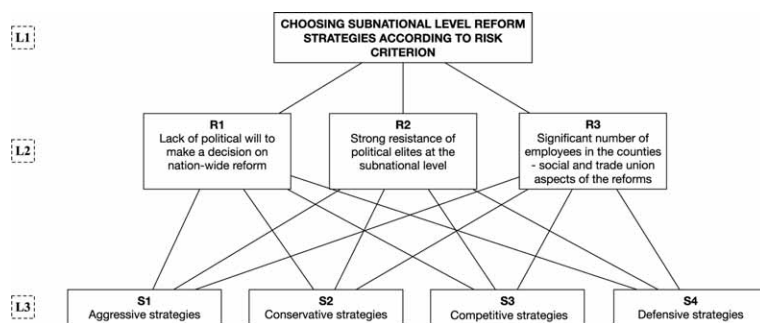 L1
CHOOSING SUBNATIONAL LEVEL REFORM
STRATEGIES ACCORDING TO RISK
CRITERION
L2
R1
Lack of political will to
make a decision on
nation-wide reform
R2
Strong resistance of
political elites at the
subnational level
R3
Significant number of
employees in the counties
- social and trade union
aspects of the reforms
L3
S1
Aggressive strategies
S2
Conservative strategies
S3
Competitive strategies
S4
Defensive strategies